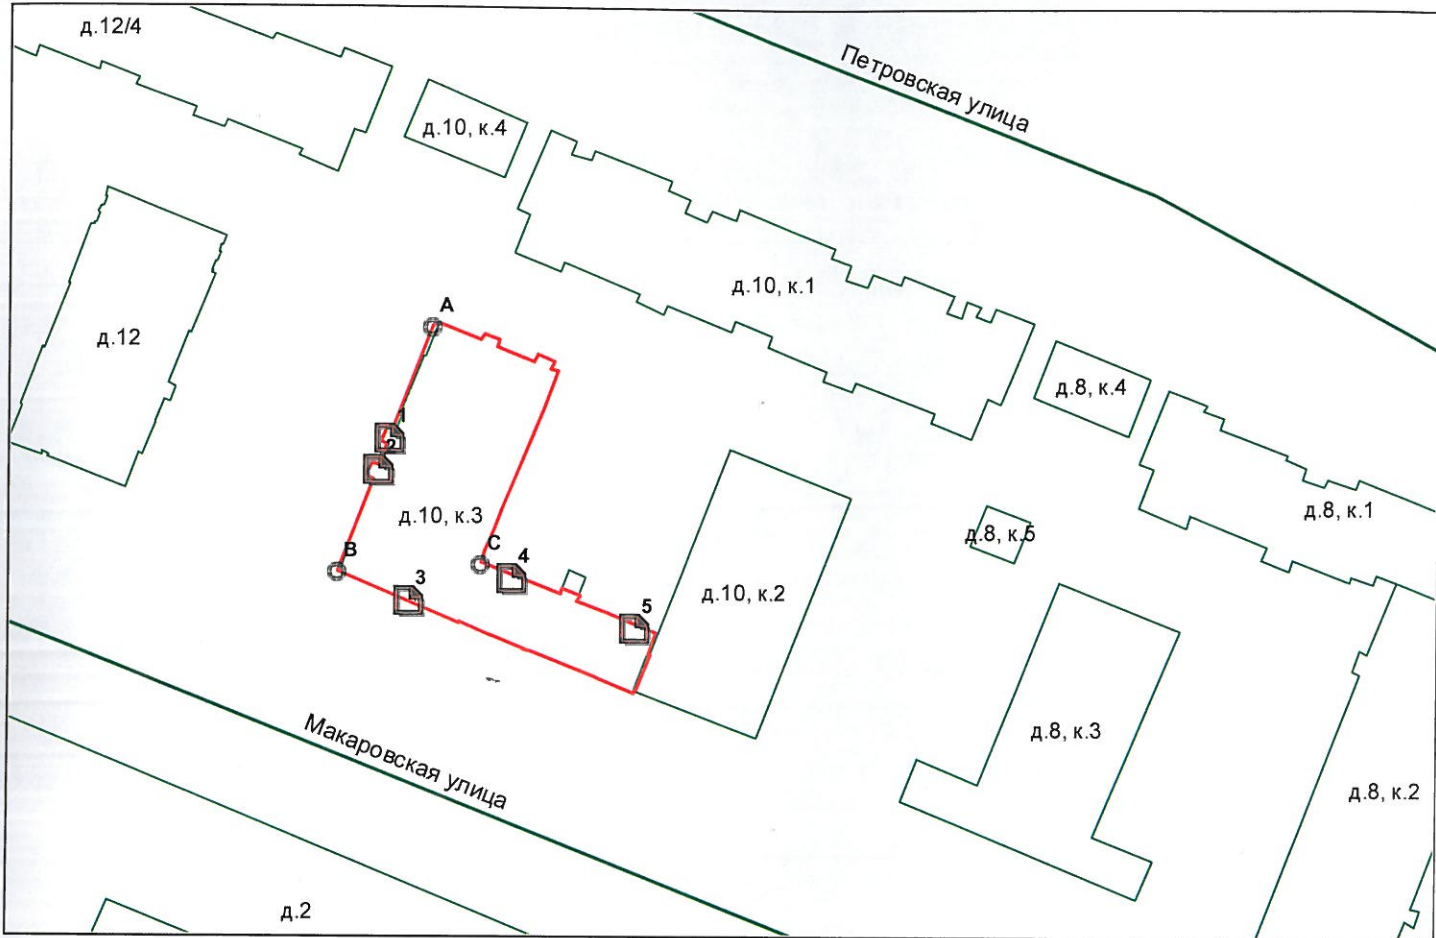 д.12/4
Петровская улица
д.10, к.4
д.10, к.1
A
д.12
д.8, к.4
1
2
д.10, к.3
д.8, к.1
д.8, к.5
B
C
4
3
д.10, к.2
5
д.8, к.3
Макаровская улица
д.8, к.2
д.2